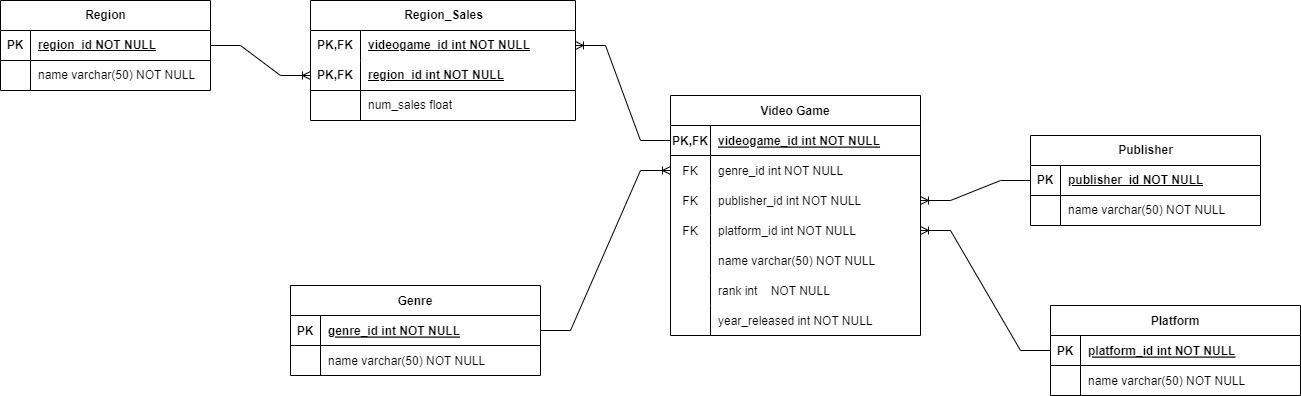 Region
PK region_id NOT NULL
name varchar(50) NOT NULL
Region_Sales
PK,FK videogame_id int NOT NULL
PK,FK region_id int NOT NULL
num_sales float
Video Game
PK,FK videogame_id int NOT NULL
FK genre_id int NOT NULL
FK publisher_id int NOT NULL
FK platform_id int NOT NULL
name varchar(50) NOT NULL
rank int NOT NULL
year_released int NOT NULL
Publisher
PK publisher_id NOT NULL
name varchar(50) NOT NULL
Genre
PK genre_id int NOT NULL
name varchar(50) NOT NULL
Platform
PK platform_id int NOT NULL
name varchar(50) NOT NULL